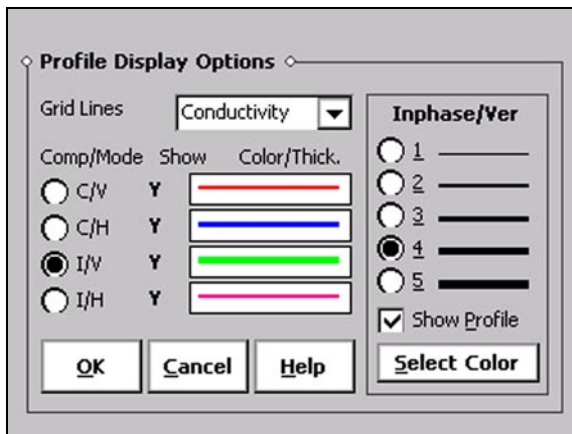 Profile Display Options
Grid Lines
Conductivity
Comp/Mode Show Color/Thick.
C/V Y
C/H Y
I/V Y
I/H Y
OK
Cancel
Help
Inphase/Ver
1
2
3
4
5
Show Profile
Select Color